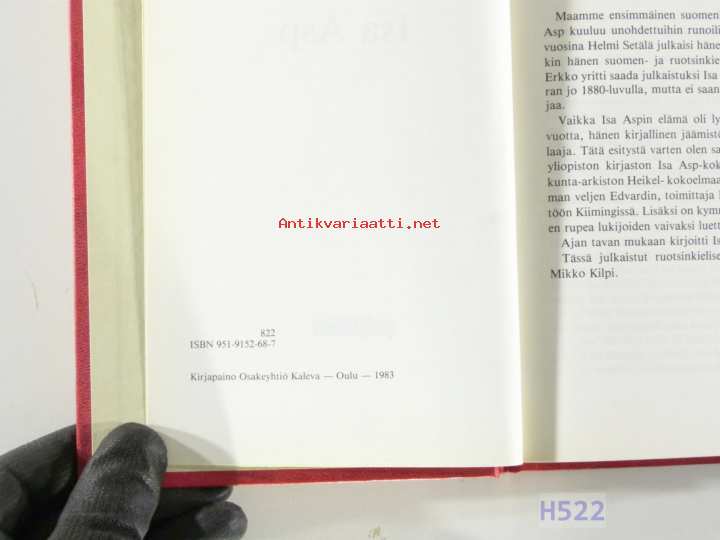 822
ISBN 951-9152-68-7
Kirjapaino Osakeyhtiö Kaleva — Oulu — 1983
Maamme ensimmäinen suomen
Asp kuuluu unohdettuihin runoili
vuosina Helmi Setälä julkaisi häne
kin hänen suomen- ja ruotsinkie
Erkko yritti saada julkaistuksi Isa
ran jo 1880-luvulla, mutta ei saan
jaa.
Vaikka Isa Aspin elämä oli ly
vuotta, hänen kirjallinen jäämistö
laaja. Tätä esitystä varten olen sa
yliopiston kirjaston Isa Asp-kok
kunta-arkiston Heikel-kokoelmaa
man veljen Edvardin, toimittaja
töön Kiimingissä. Lisäksi on kymn
en rupea lukijoiden vaivaksi luett
Ajan tavan mukaan kirjoitti Is
Tässä julkaistut ruotsinkielise
Mikko Kilpi.
Antikvariaatti.net
H522